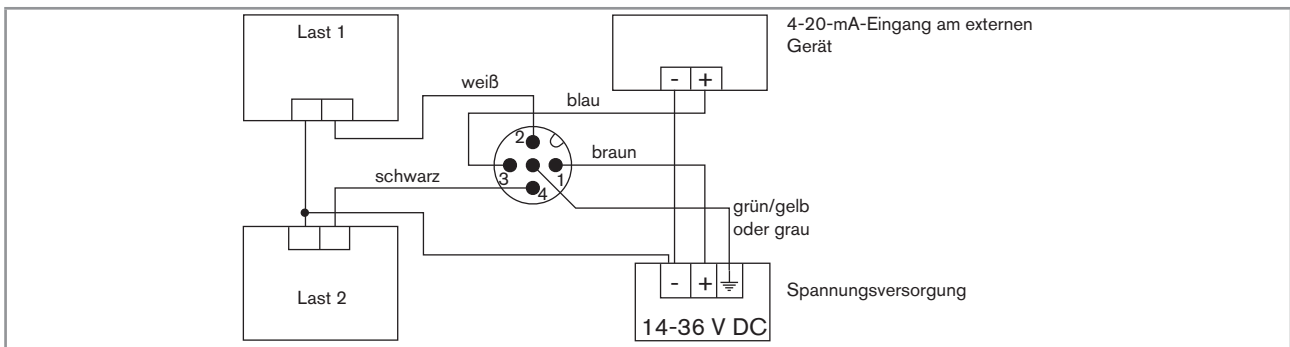 Last 1
4-20-mA-Eingang am externen
Gerät
- +
weiß
blau
2
braun
3
1
schwarz
4
grün/gelb
oder grau
- +
Last 2
Spannungsversorgung
14-36 V DC